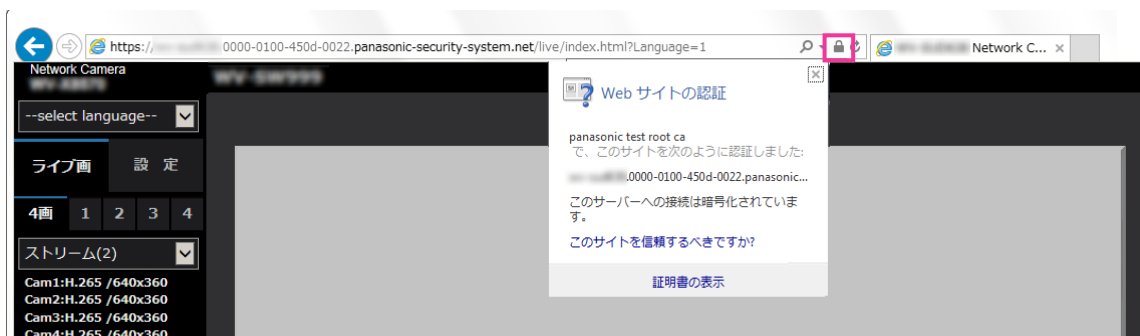 https:// 0000-0100-450d-0022.panasonic-security-system.net/live/index.html?Language=1
Network C...
Network Camera
--select language--
ライブ画 設 定
4画 1 2 3 4
ストリーム(2)
Cam1:H.265 /640x360
Cam2:H.265 /640x360
Cam3:H.265 /640x360
Cam4:H.265 /640x360
Web サイトの認証
panasonic test root ca
で、このサイトを次のように認証しました:
.0000-0100-450d-0022.panasonic...
このサーバーへの接続は暗号化されていま
す。
このサイトを信頼するべきですか?
証明書の表示